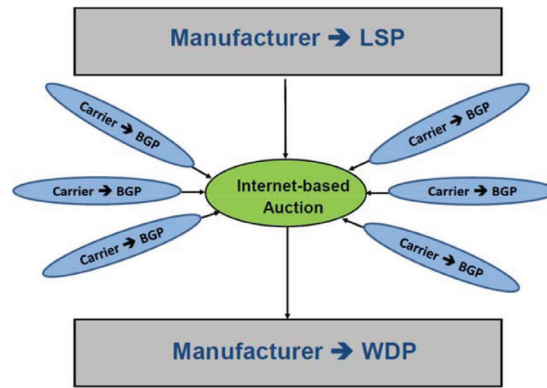 Manufacturer ➔ LSP
Carrier ➔ BGP
Carrier ➔ BGP
Carrier ➔ BGP
Internet-based
Auction
Carrier ➔ BGP
Carrier ➔ BGP
Carrier ➔ BGP
Manufacturer ➔ WDP